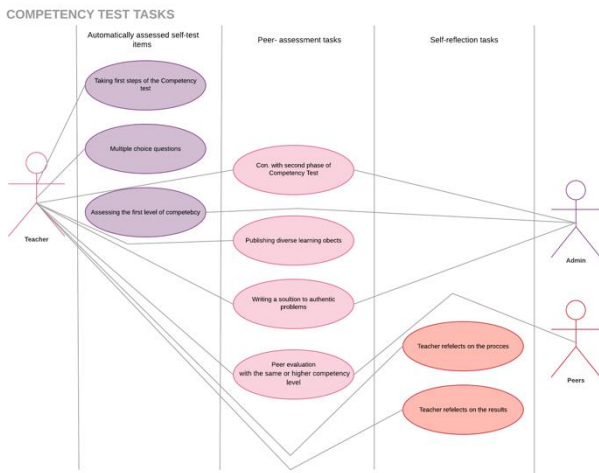 COMPETENCY TEST TASKS
Automatically assessed self-test
items
Peer- assessment tasks
Self-reflection tasks
Taking first steps of the Competency
test
Multiple choice questions
Con. with second phase of
Competency Test
Assessing the first level of competebcy
Publishing diverse learning obects
Teacher
Admin
Writing a soultion to authentic
problems
Peer evaluation
with the same or higher competency
level
Teacher refelects on the procces
Peers
Teacher refelects on the results